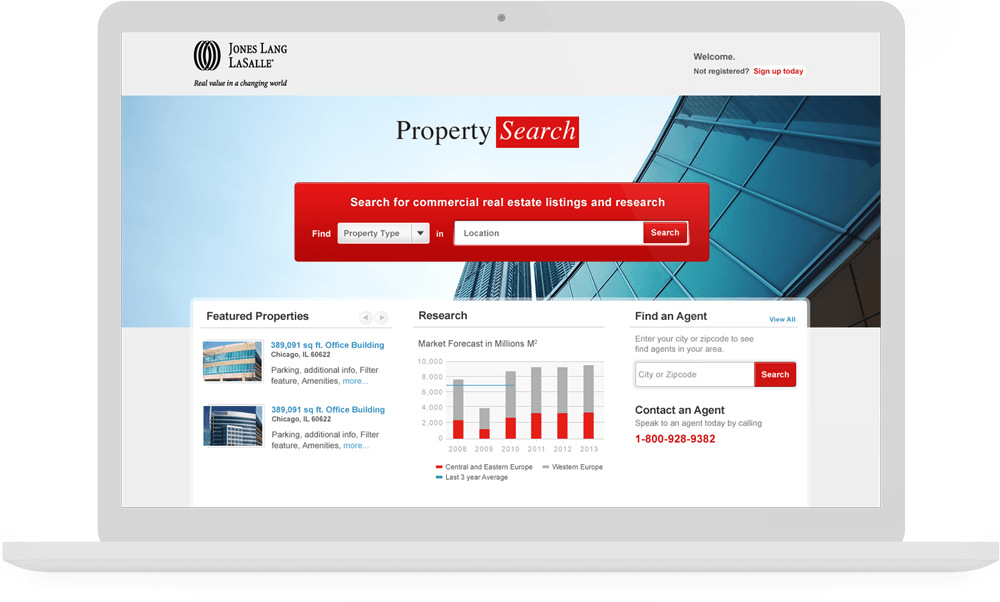 JONES LANG
LASALLE®
Real value in a changing world
Welcome.
Not registered? Sign up today
Property Search
Search for commercial real estate listings and research
Find
Property Type
in
Location
Search
Featured Properties
389,091 sq ft. Office Building
Chicago, IL 60622
Parking, additional info, Filter
feature, Amenities, more...
389,091 sq ft. Office Building
Chicago, IL 60622
Parking, additional info, Filter
feature, Amenities, more...
Research
Market Forecast in Millions M²
10,000
8,000
6,000
4,000
2,000
0
2008 2009 2010 2011 2012 2013
Central and Eastern Europe
Western Europe
Last 3 year Average
Find an Agent
View All
Enter your city or zipcode to see
find agents in your area.
City or Zipcode
Search
Contact an Agent
Speak to an agent today by calling
1-800-928-9382